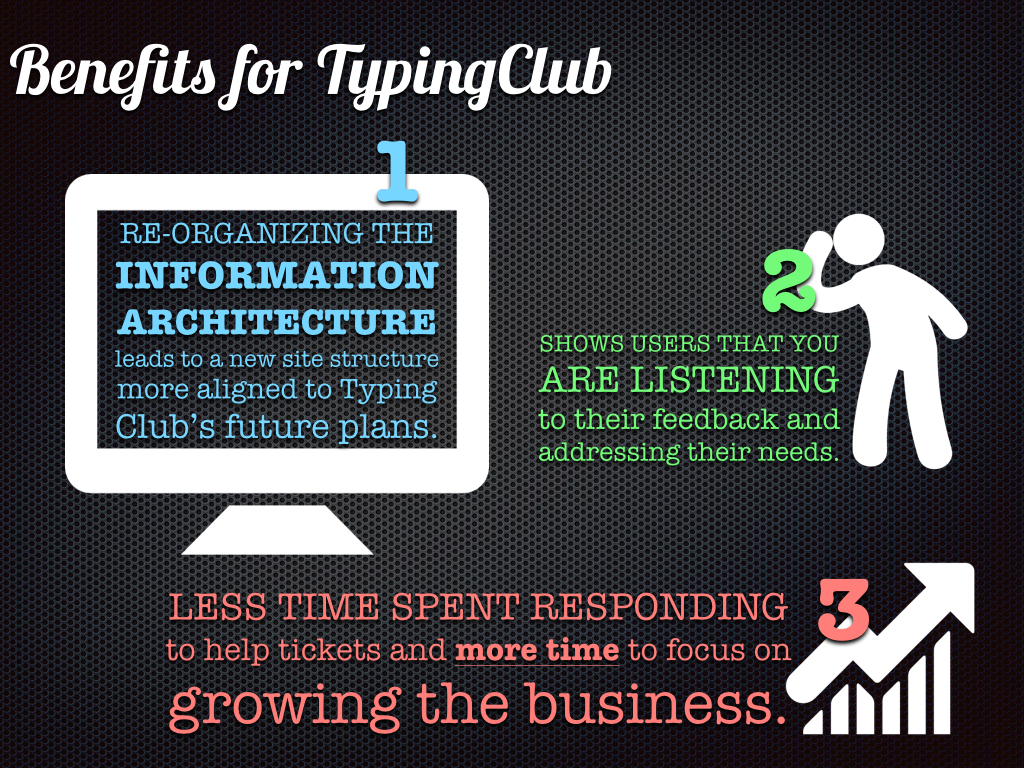 Benefits for TypingClub
1
RE-ORGANIZING THE
INFORMATION
ARCHITECTURE
leads to a new site structure
more aligned to Typing
Club's future plans.
2
SHOWS USERS THAT YOU
ARE LISTENING
to their feedback and
addressing their needs.
3
LESS TIME SPENT RESPONDING
to help tickets and more time to focus on
growing the business.